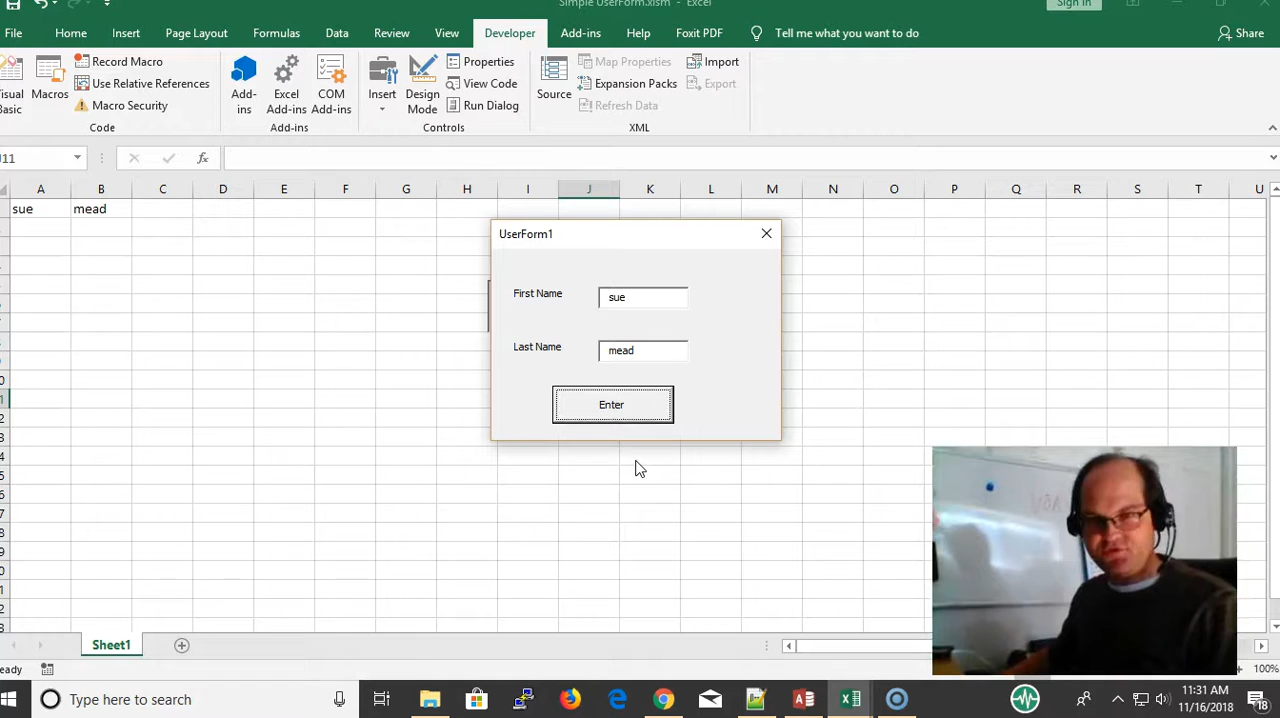 Simple UserForm.xlsm - Excel
Sign in
File Home Insert Page Layout Formulas Data Review View Developer Add-ins Help Foxit PDF Tell me what you want to do Share
Record Macro
Use Relative References
Macro Security
Macros
Code
Add-ins
Excel Add-ins
COM Add-ins
Add-ins
Insert
Design Mode
Properties
View Code
Run Dialog
Controls
Source
Map Properties
Expansion Packs
Refresh Data
Import
Export
XML
fx
A B C D E F G H I J K L M N O P Q R S T U
sue mead
UserForm1
First Name sue
Last Name mead
Enter
Sheet1
100%
Type here to search
11:31 AM
11/16/2018
18